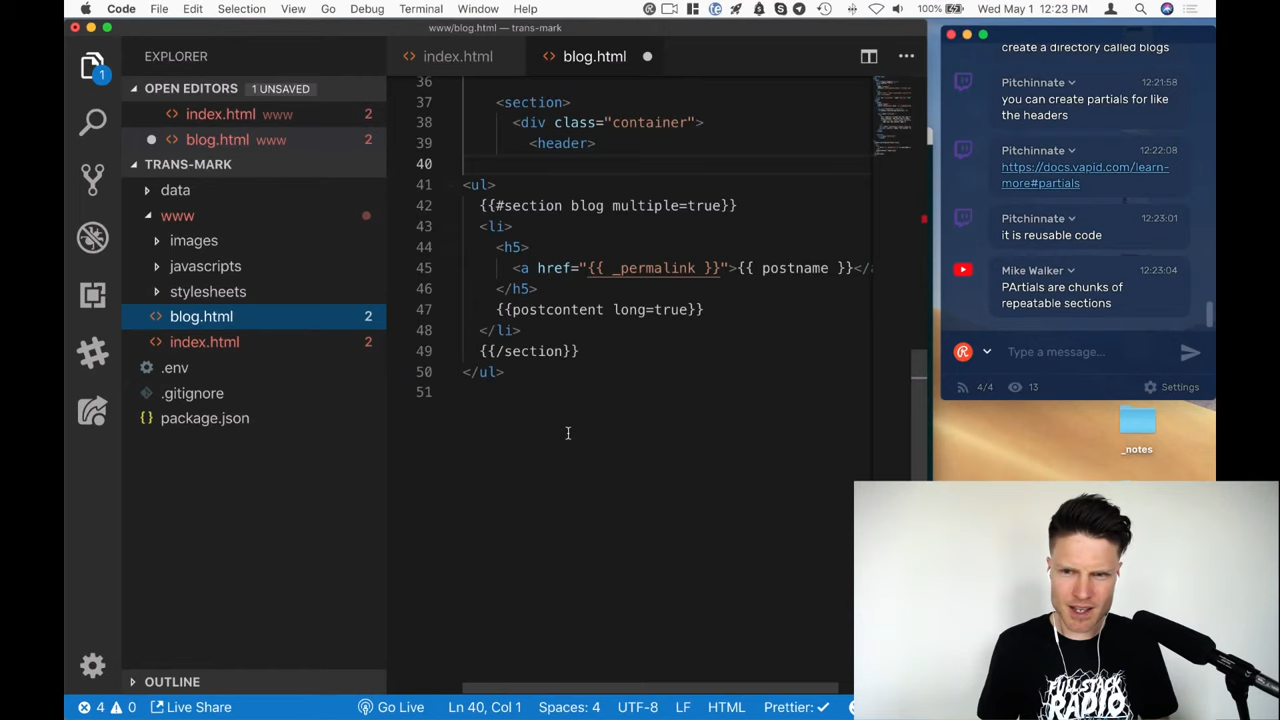 Code File Edit Selection View Go Debug Terminal Window Help 100% Wed May 1 12:23 PM
www/blog.html — trans-mark
EXPLORER
OPEN EDITORS 1 UNSAVED
index.html www 2
blog.html www 2
TRANS-MARK
data
www
images
javascripts
stylesheets
blog.html 2
index.html 2
.env
.gitignore
package.json
OUTLINE
1
index.html blog.html
36
37 <section>
38 <div class="container">
39 <header>
40
41 <ul>
42 {{#section blog multiple=true}}
43 <li>
44 <h5>
45 <a href="{{ _permalink }}">{{ postname }}</a
46 </h5>
47 {{postcontent long=true}}
48 </li>
49 {{/section}}
50 </ul>
51
4 0 Live Share Go Live Ln 40, Col 1 Spaces: 4 UTF-8 LF HTML Prettier: ✓
create a directory called blogs
Pitchinnate 12:21:58
you can create partials for like
the headers
Pitchinnate 12:22:08
https://docs.vapid.com/learn-
more#partials
Pitchinnate 12:23:01
it is reusable code
Mike Walker 12:23:04
PArtials are chunks of
repeatable sections
Type a message...
4/4 13 Settings
_notes
FULL STACK
RADIO